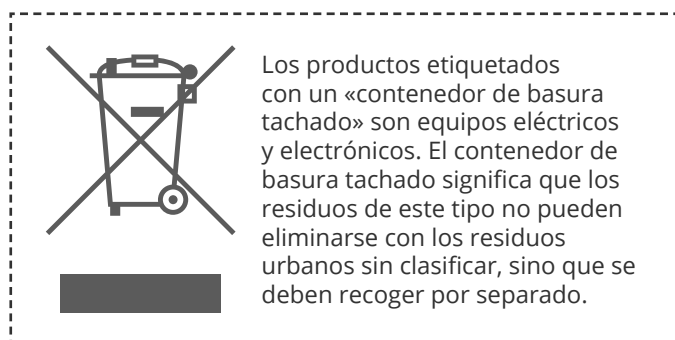 Los productos etiquetados
con un «contenedor de basura
tachado» son equipos eléctricos
y electrónicos. El contenedor de
basura tachado significa que los
residuos de este tipo no pueden
eliminarse con los residuos
urbanos sin clasificar, sino que se
deben recoger por separado.